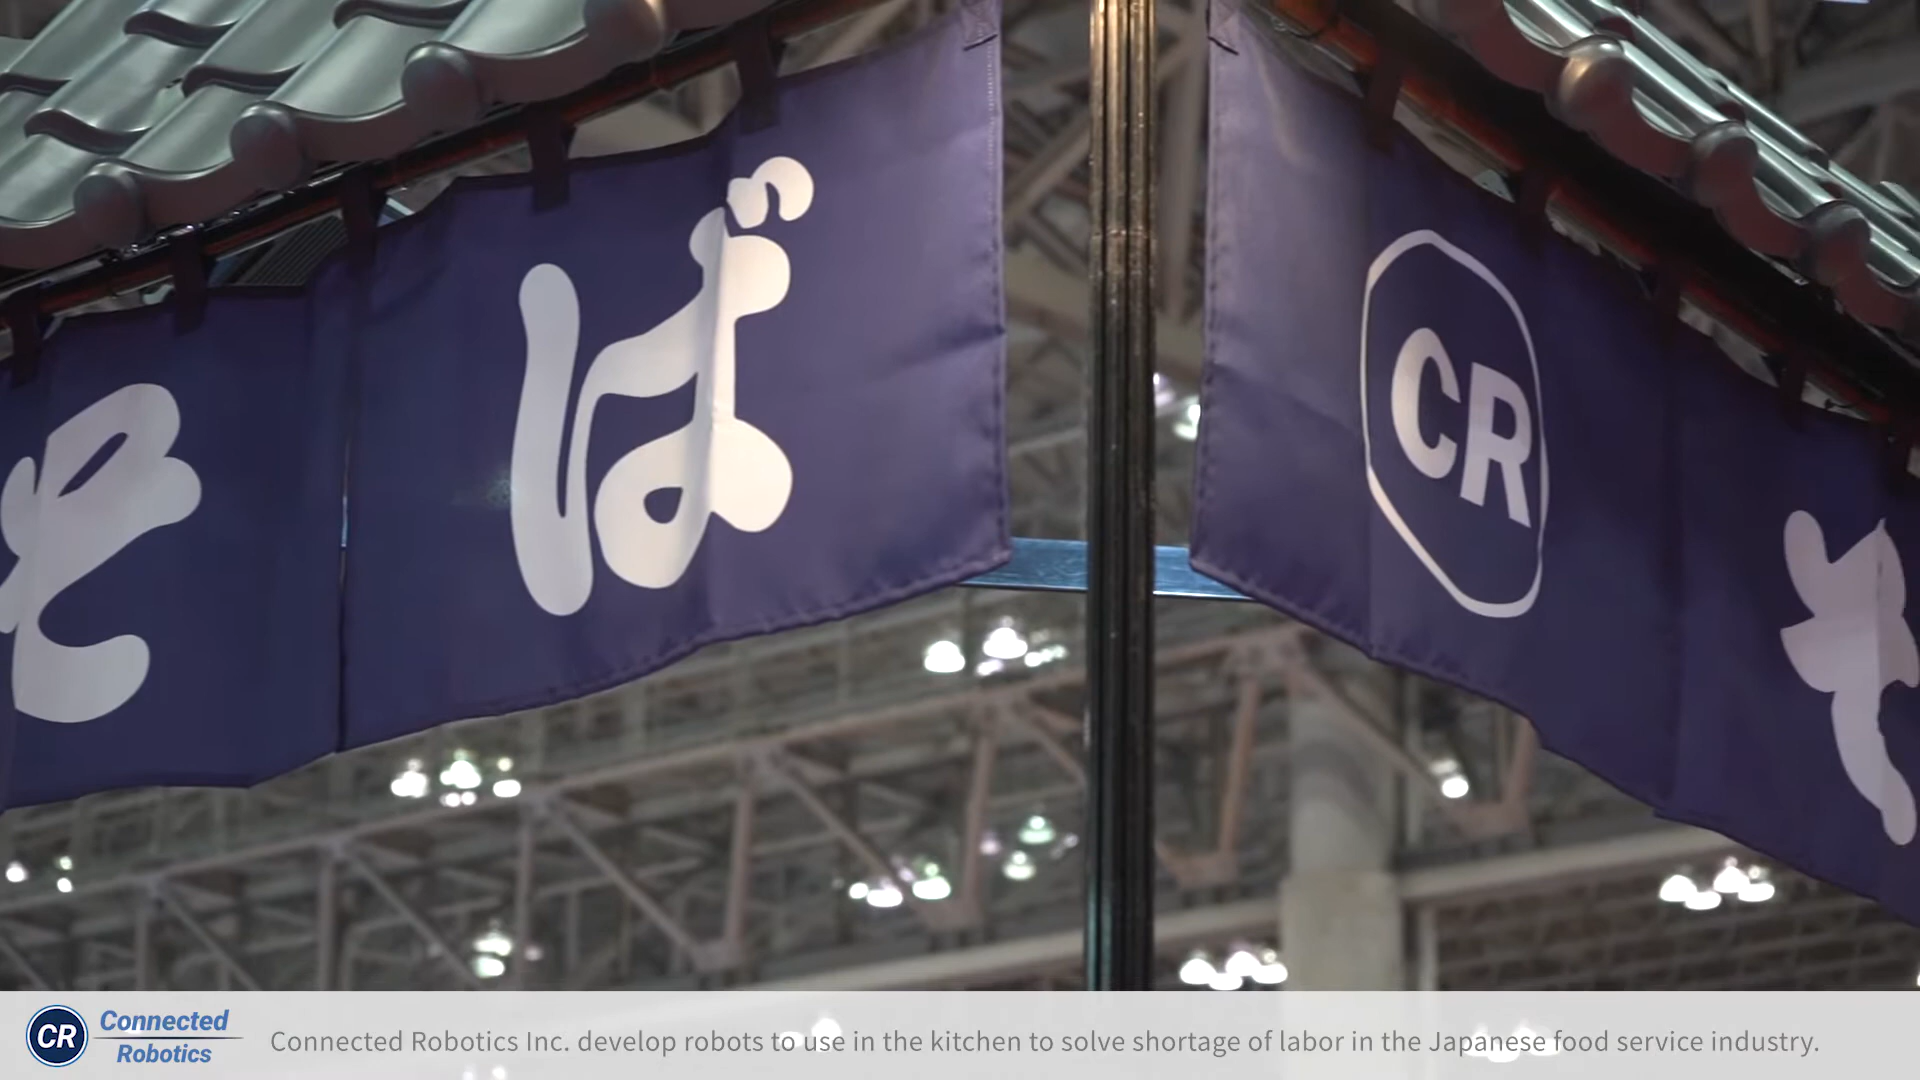 そば
CR
そ
CR Connected
Robotics
Connected Robotics Inc. develop robots to use in the kitchen to solve shortage of labor in the Japanese food service industry.